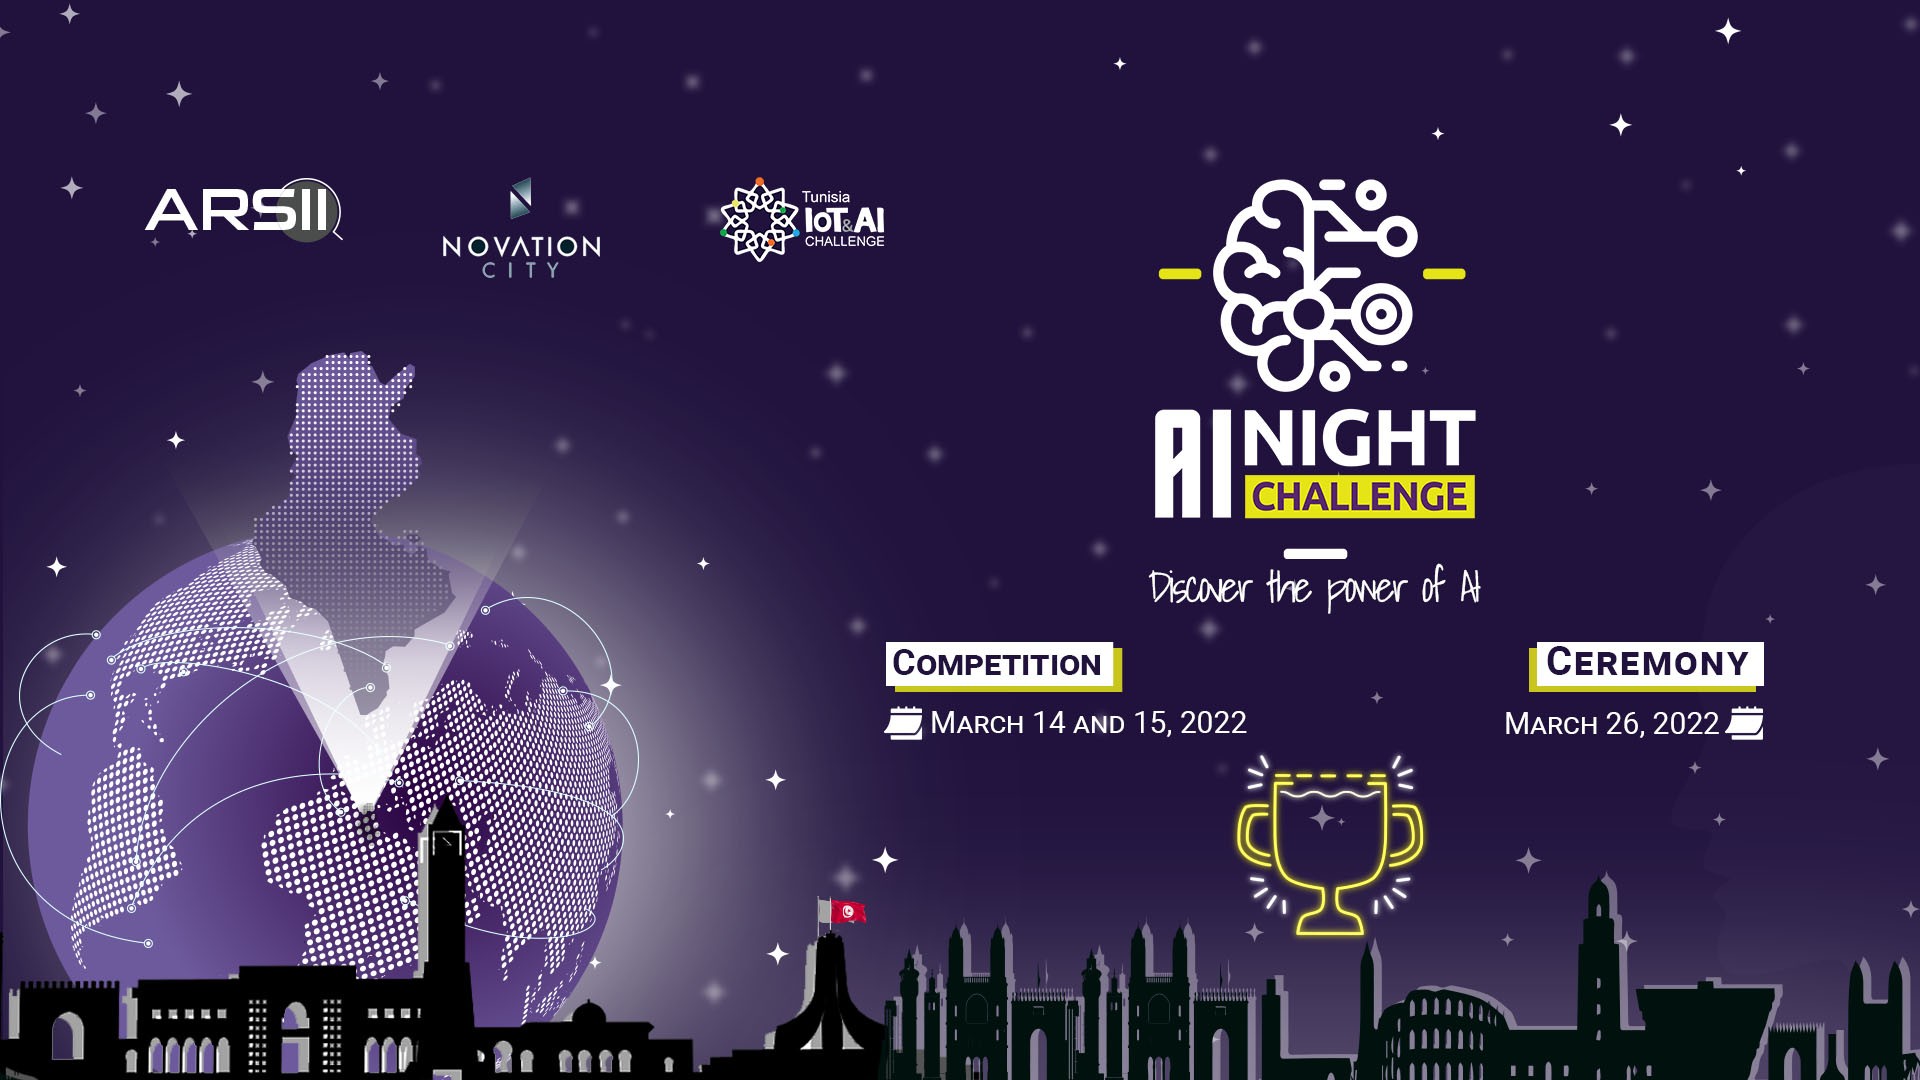 ARSII
NOVATION
CITY
Tunisia
IoT&AI
CHALLENGE
AI NIGHT
CHALLENGE
Discover the power of AI
COMPETITION
MARCH 14 AND 15, 2022
CEREMONY
MARCH 26, 2022